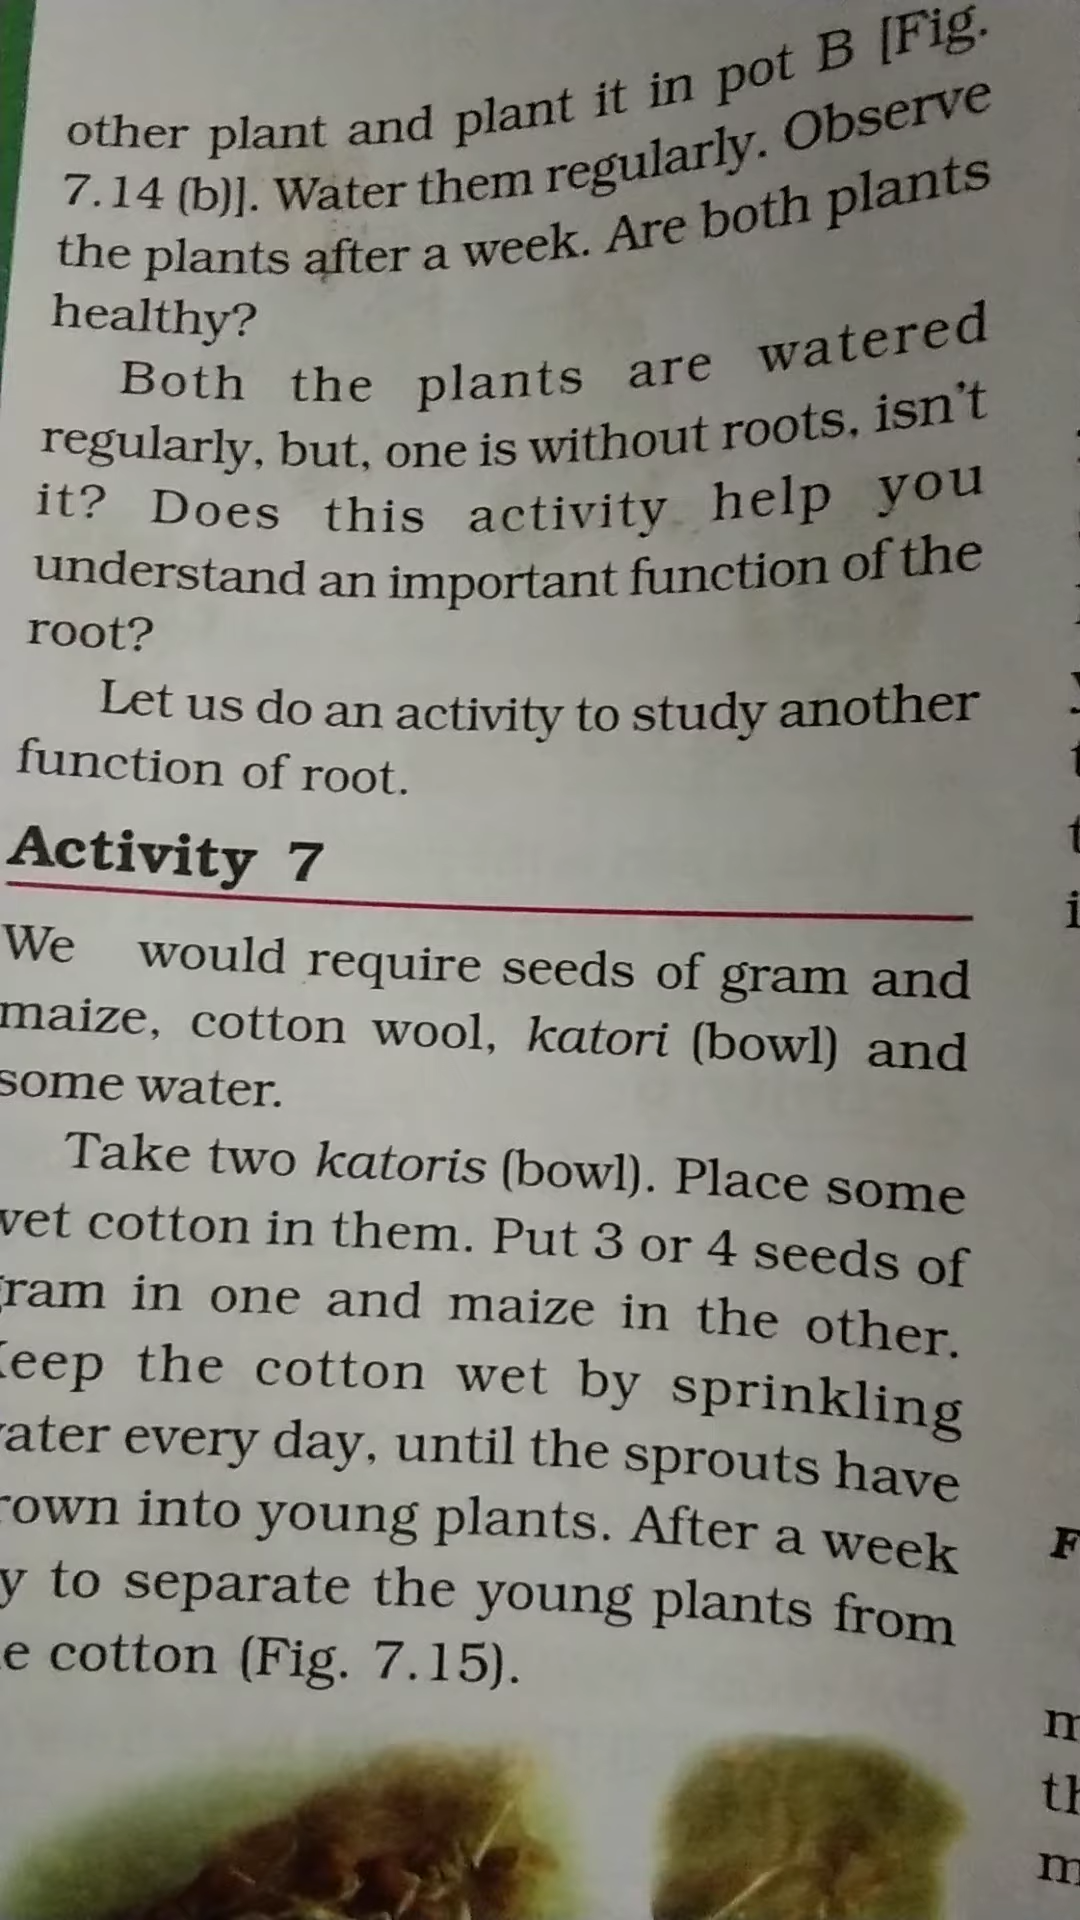 other plant and plant it in pot B [Fig.
7.14 (b)]. Water them regularly. Observe
the plants after a week. Are both plants
healthy?
Both the plants are watered
regularly, but, one is without roots, isn't
it? Does this activity help you
understand an important function of the
root?
Let us do an activity to study another
function of root.
Activity 7
We would require seeds of gram and
maize, cotton wool, katori (bowl) and
some water.
Take two katoris (bowl). Place some
wet cotton in them. Put 3 or 4 seeds of
ram in one and maize in the other.
eep the cotton wet by sprinkling
ater every day, until the sprouts have
rown into young plants. After a week
y to separate the young plants from
e cotton (Fig. 7.15).